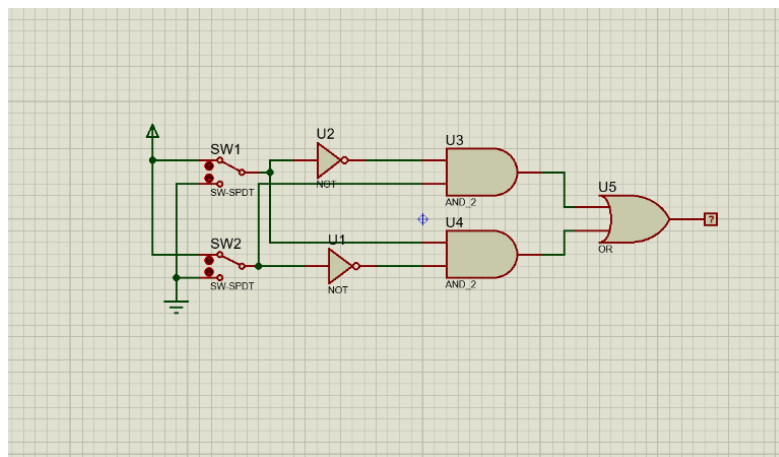 U2
SW1
NOT
SW-SPDT
U3
AND_2
U5
?
OR
U4
AND_2
SW2
SW-SPDT
U1
NOT